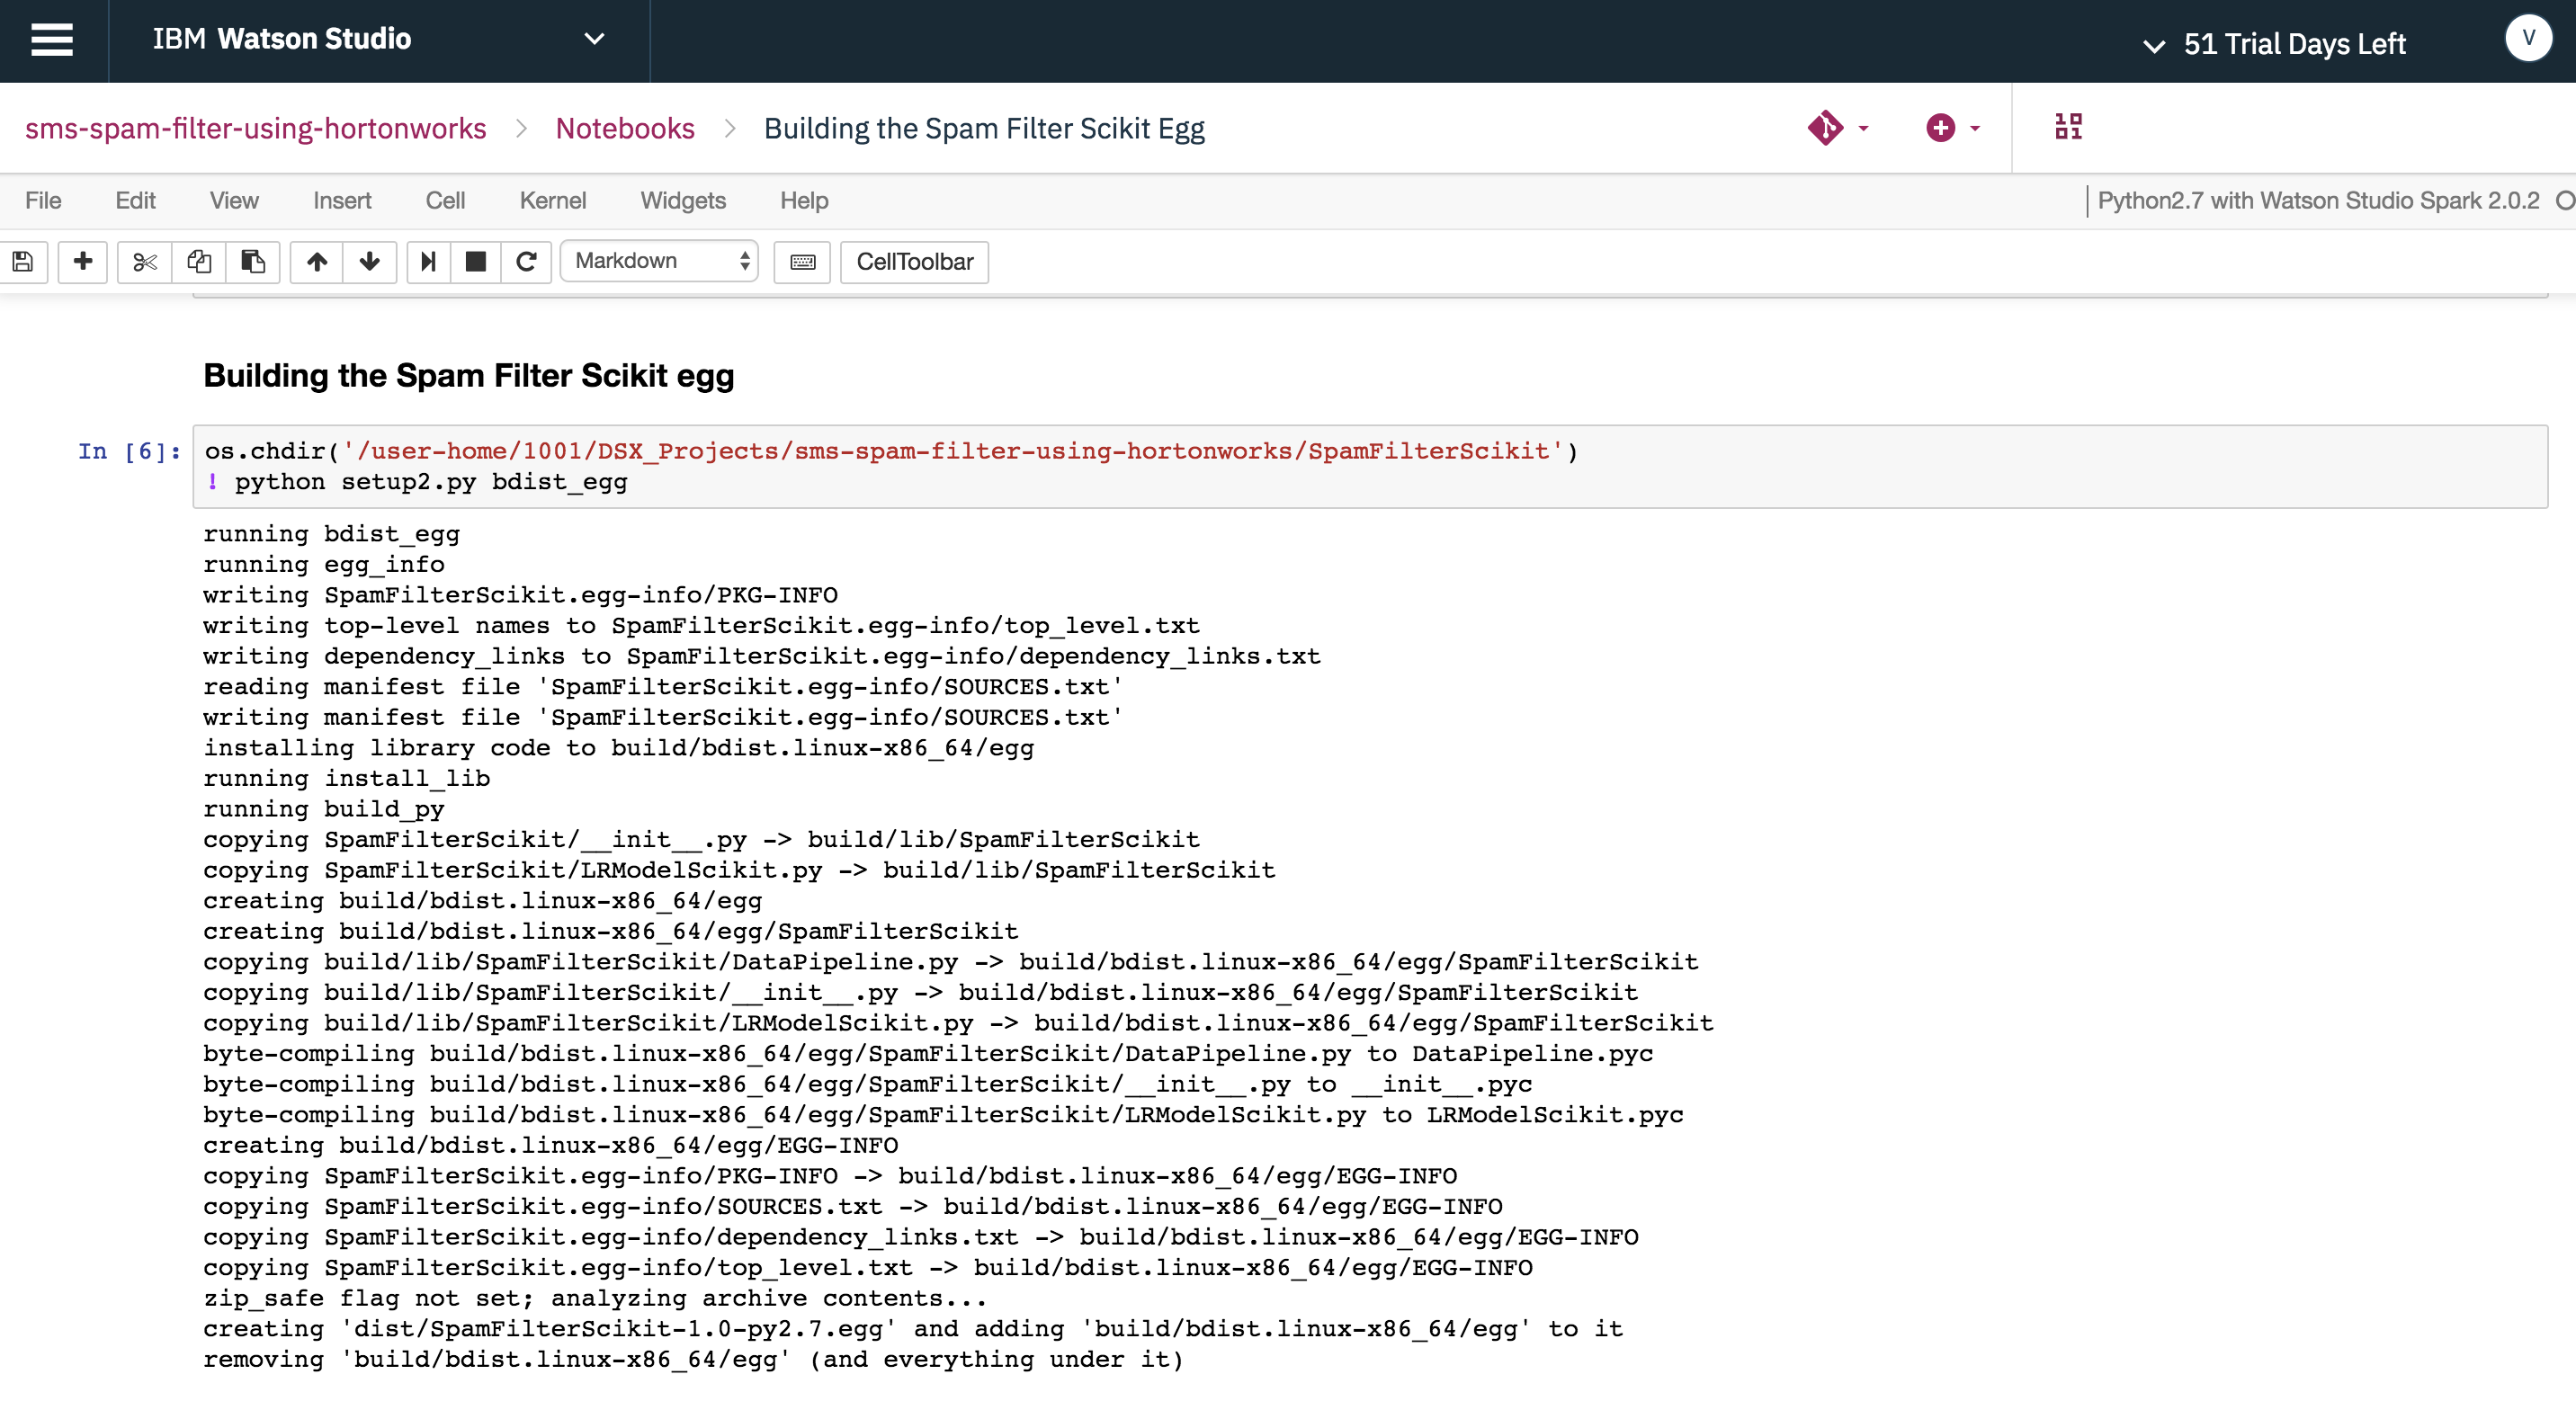 IBM Watson Studio
51 Trial Days Left
V
sms-spam-filter-using-hortonworks > Notebooks > Building the Spam Filter Scikit Egg
File Edit View Insert Cell Kernel Widgets Help
Python2.7 with Watson Studio Spark 2.0.2
Markdown
CellToolbar
Building the Spam Filter Scikit egg
In [6]: os.chdir('/user-home/1001/DSX_Projects/sms-spam-filter-using-hortonworks/SpamFilterScikit')
! python setup2.py bdist_egg
running bdist_egg
running egg_info
writing SpamFilterScikit.egg-info/PKG-INFO
writing top-level names to SpamFilterScikit.egg-info/top_level.txt
writing dependency_links to SpamFilterScikit.egg-info/dependency_links.txt
reading manifest file 'SpamFilterScikit.egg-info/SOURCES.txt'
writing manifest file 'SpamFilterScikit.egg-info/SOURCES.txt'
installing library code to build/bdist.linux-x86_64/egg
running install_lib
running build_py
copying SpamFilterScikit/__init__.py -> build/lib/SpamFilterScikit
copying SpamFilterScikit/LRModelScikit.py -> build/lib/SpamFilterScikit
creating build/bdist.linux-x86_64/egg
creating build/bdist.linux-x86_64/egg/SpamFilterScikit
copying build/lib/SpamFilterScikit/DataPipeline.py -> build/bdist.linux-x86_64/egg/SpamFilterScikit
copying build/lib/SpamFilterScikit/__init__.py -> build/bdist.linux-x86_64/egg/SpamFilterScikit
copying build/lib/SpamFilterScikit/LRModelScikit.py -> build/bdist.linux-x86_64/egg/SpamFilterScikit
byte-compiling build/bdist.linux-x86_64/egg/SpamFilterScikit/DataPipeline.py to DataPipeline.pyc
byte-compiling build/bdist.linux-x86_64/egg/SpamFilterScikit/__init__.py to __init__.pyc
byte-compiling build/bdist.linux-x86_64/egg/SpamFilterScikit/LRModelScikit.py to LRModelScikit.pyc
creating build/bdist.linux-x86_64/egg/EGG-INFO
copying SpamFilterScikit.egg-info/PKG-INFO -> build/bdist.linux-x86_64/egg/EGG-INFO
copying SpamFilterScikit.egg-info/SOURCES.txt -> build/bdist.linux-x86_64/egg/EGG-INFO
copying SpamFilterScikit.egg-info/dependency_links.txt -> build/bdist.linux-x86_64/egg/EGG-INFO
copying SpamFilterScikit.egg-info/top_level.txt -> build/bdist.linux-x86_64/egg/EGG-INFO
zip_safe flag not set; analyzing archive contents...
creating 'dist/SpamFilterScikit-1.0-py2.7.egg' and adding 'build/bdist.linux-x86_64/egg' to it
removing 'build/bdist.linux-x86_64/egg' (and everything under it)